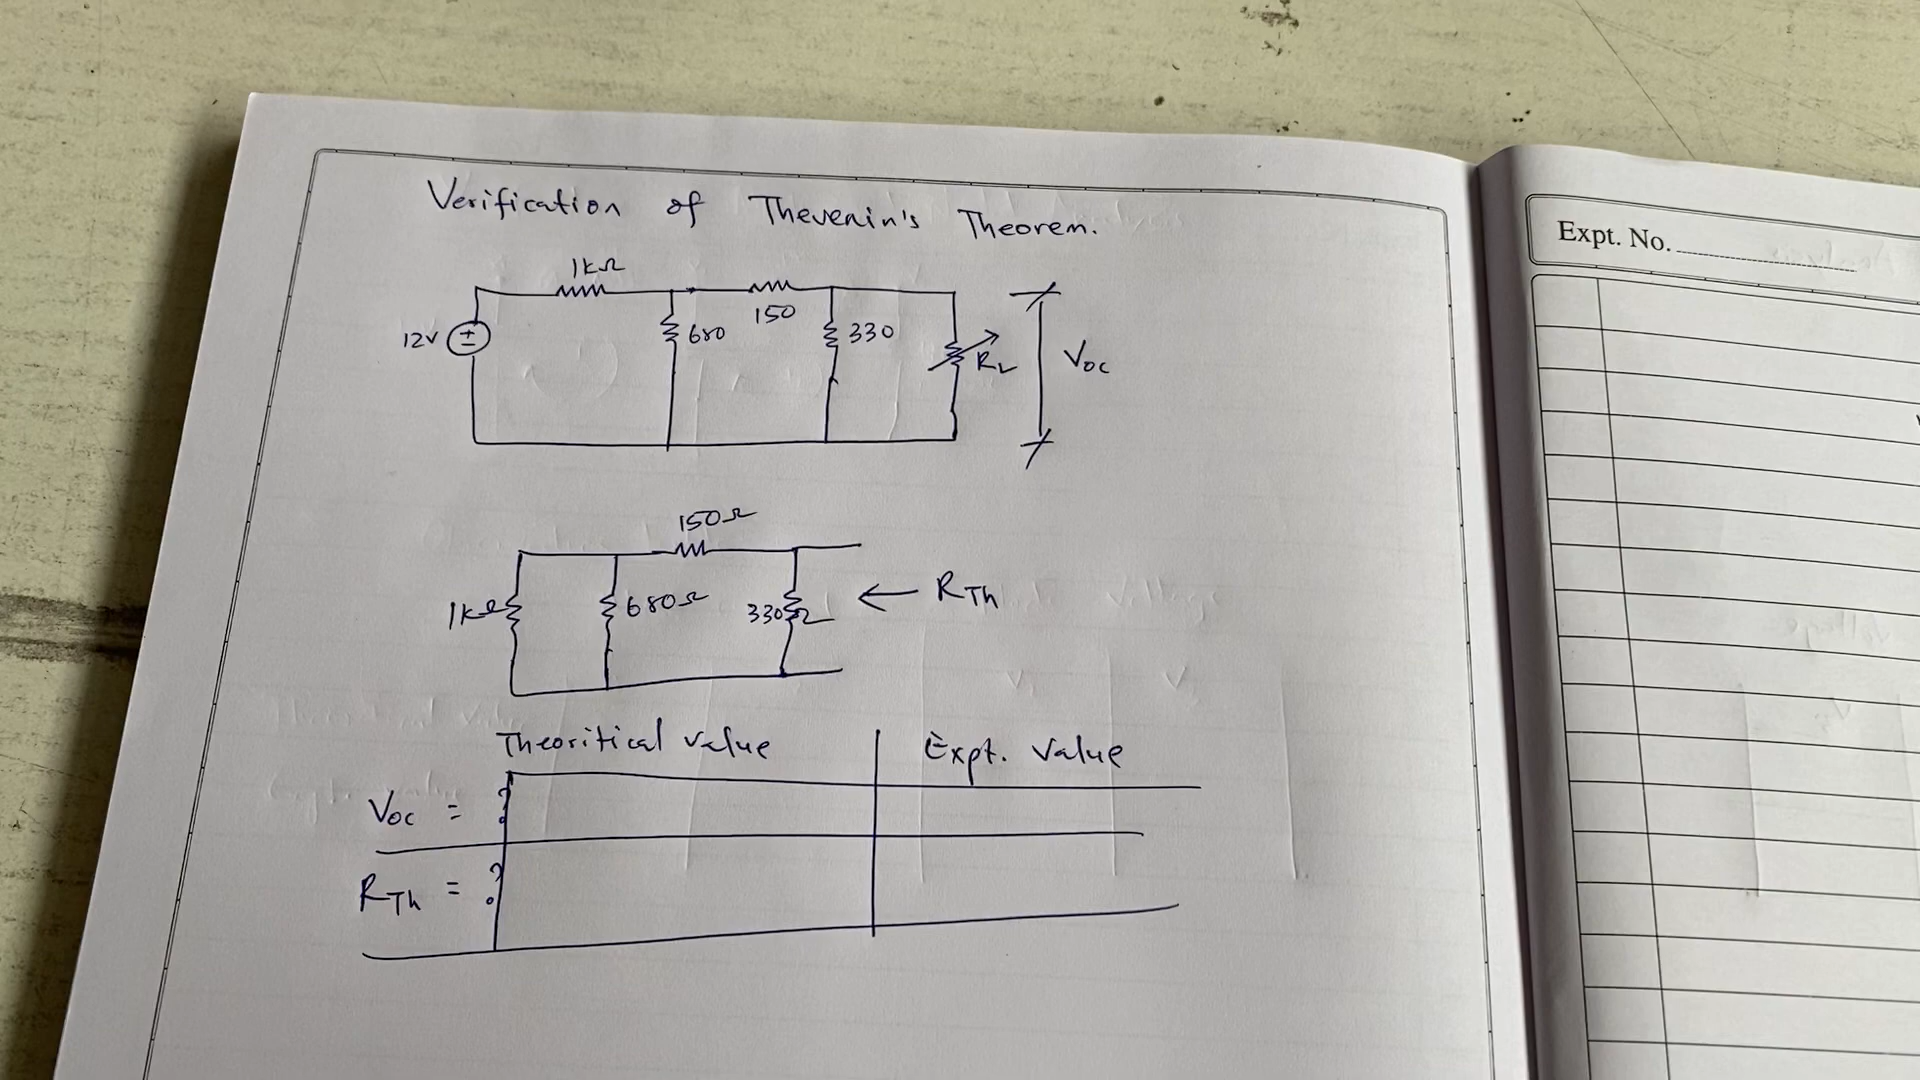 Verification of Thevenin's Theorem.
1kΩ
12V
680
150
330
RL
Voc
150Ω
1kΩ
680Ω
330Ω
← RTh
Theoritical value
Expt. Value
Voc = ?
RTh = ?
Expt. No.